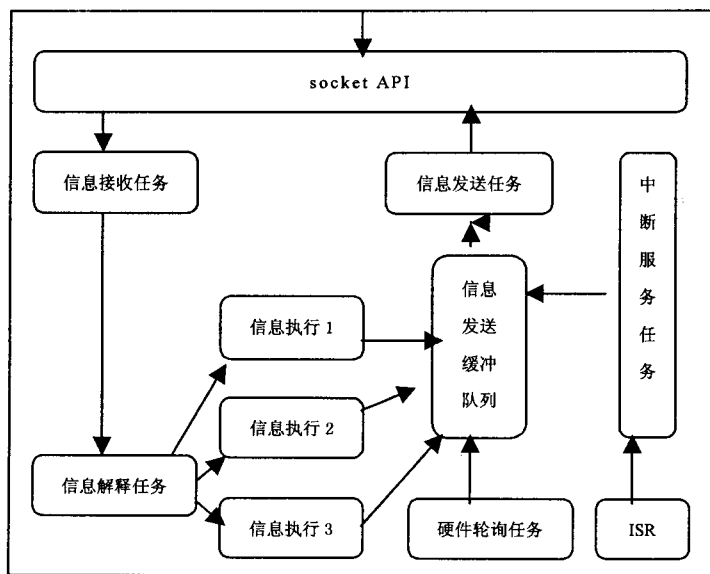 socket API
信息接收任务
信息发送任务
中
断
服
务
任
务
信息
发送
缓冲
队列
信息执行 1
信息执行 2
信息执行 3
信息解释任务
硬件轮询任务
ISR